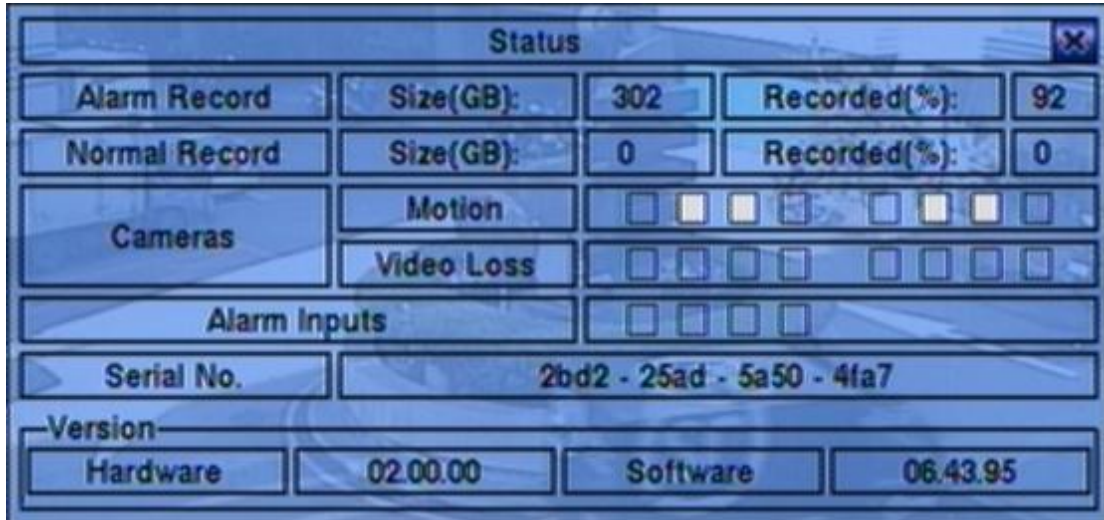 Status
Alarm Record Size(GB): 302 Recorded(%): 92
Normal Record Size(GB): 0 Recorded(%): 0
Cameras
Motion
Video Loss
Alarm Inputs
Serial No. 2bd2 - 25ad - 5a50 - 4fa7
Version
Hardware 02.00.00 Software 06.43.95